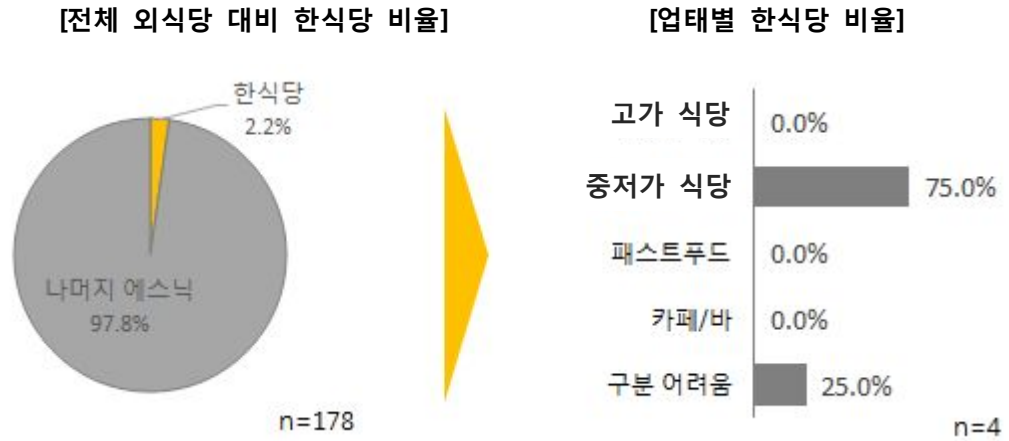 [전체 외식당 대비 한식당 비율]
한식당
2.2%
나머지 에스닉
97.8%
n=178
[업태별 한식당 비율]
고가 식당 0.0%
중저가 식당 75.0%
패스트푸드 0.0%
카페/바 0.0%
구분 어려움 25.0%
n=4